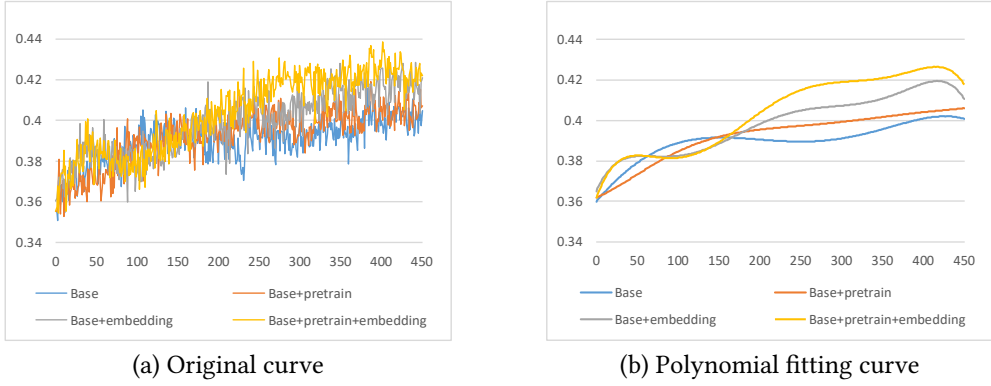 0.44
0.42
0.4
0.38
0.36
0.34
0 50 100 150 200 250 300 350 400 450
Base Base+pretrain
Base+embedding Base+pretrain+embedding
(a) Original curve
0.44
0.42
0.4
0.38
0.36
0.34
0 50 100 150 200 250 300 350 400 450
Base Base+pretrain
Base+embedding Base+pretrain+embedding
(b) Polynomial fitting curve